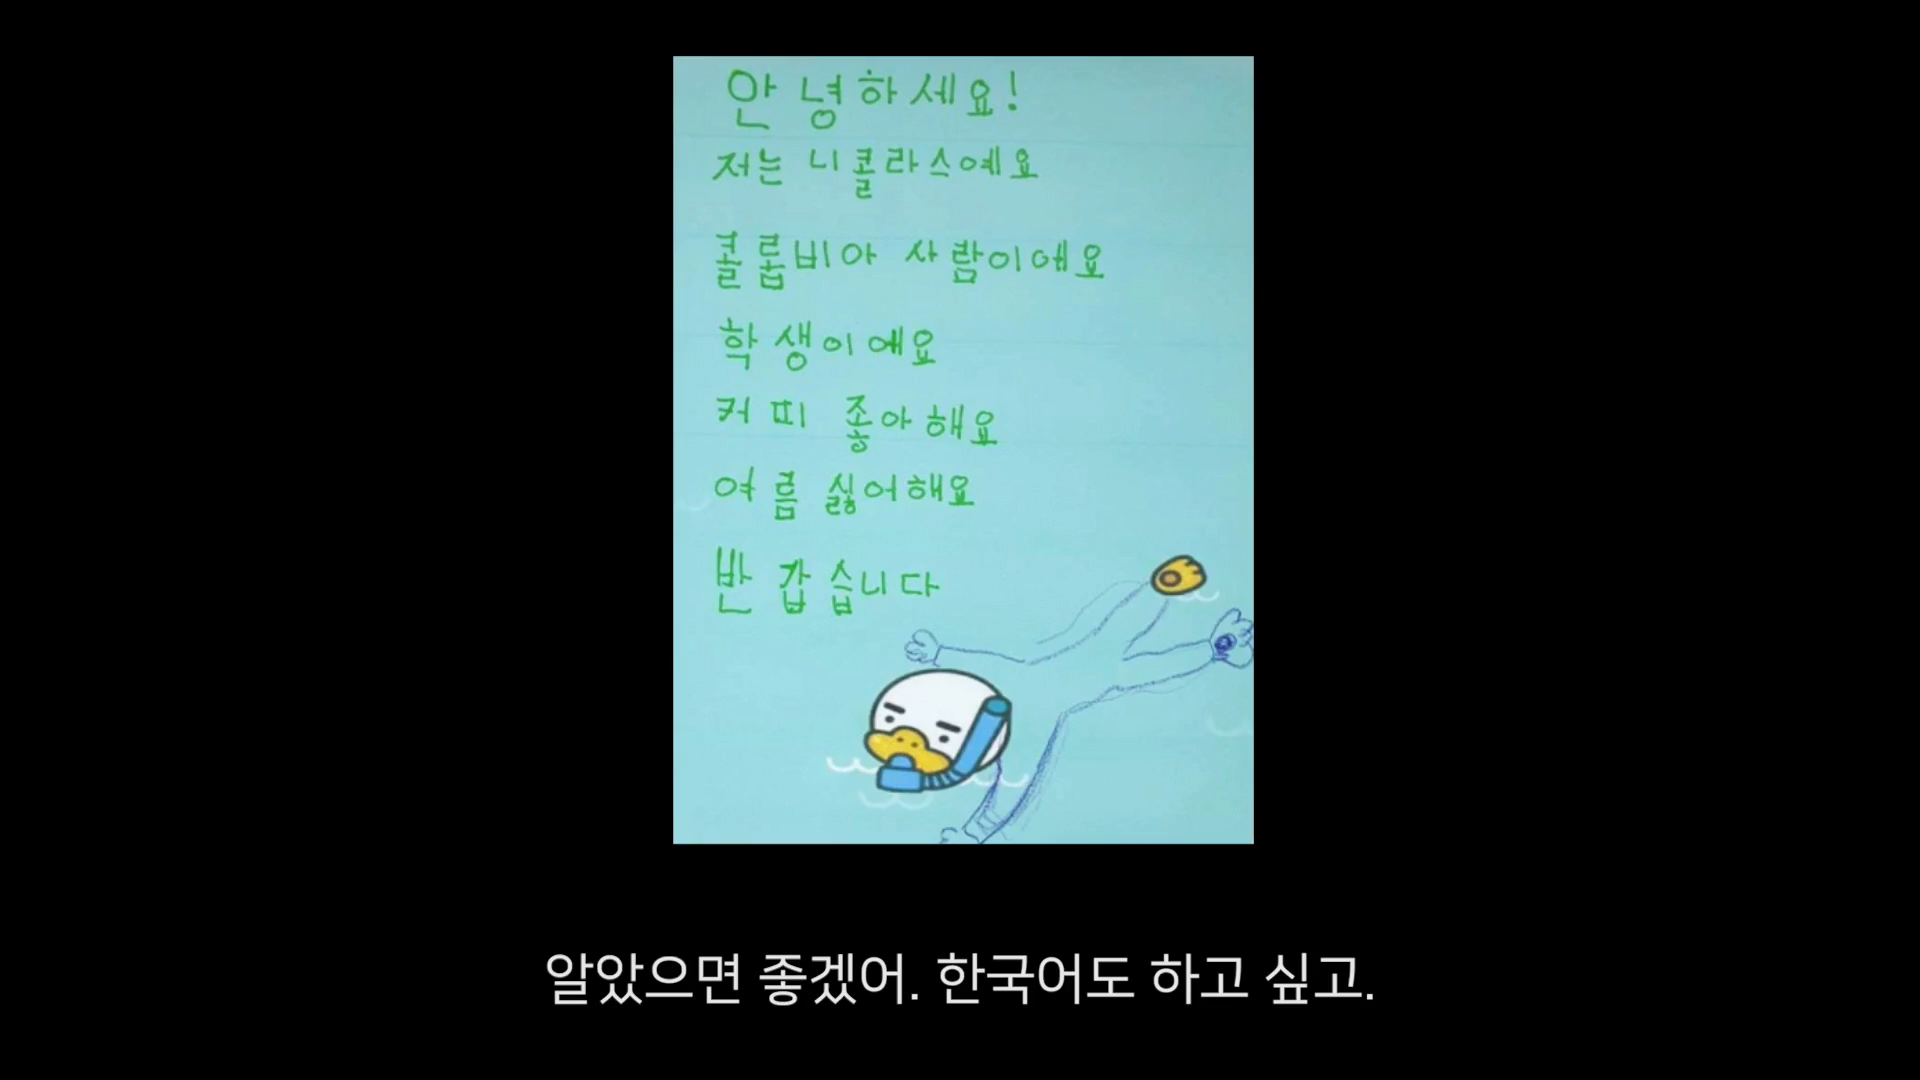 안녕하세요!
저는 니콜라스예요
콜롬비아 사람이에요
학생이에요
커띠 좋아해요
여름 싫어해요
반갑습니다
알았으면 좋겠어. 한국어도 하고 싶고.